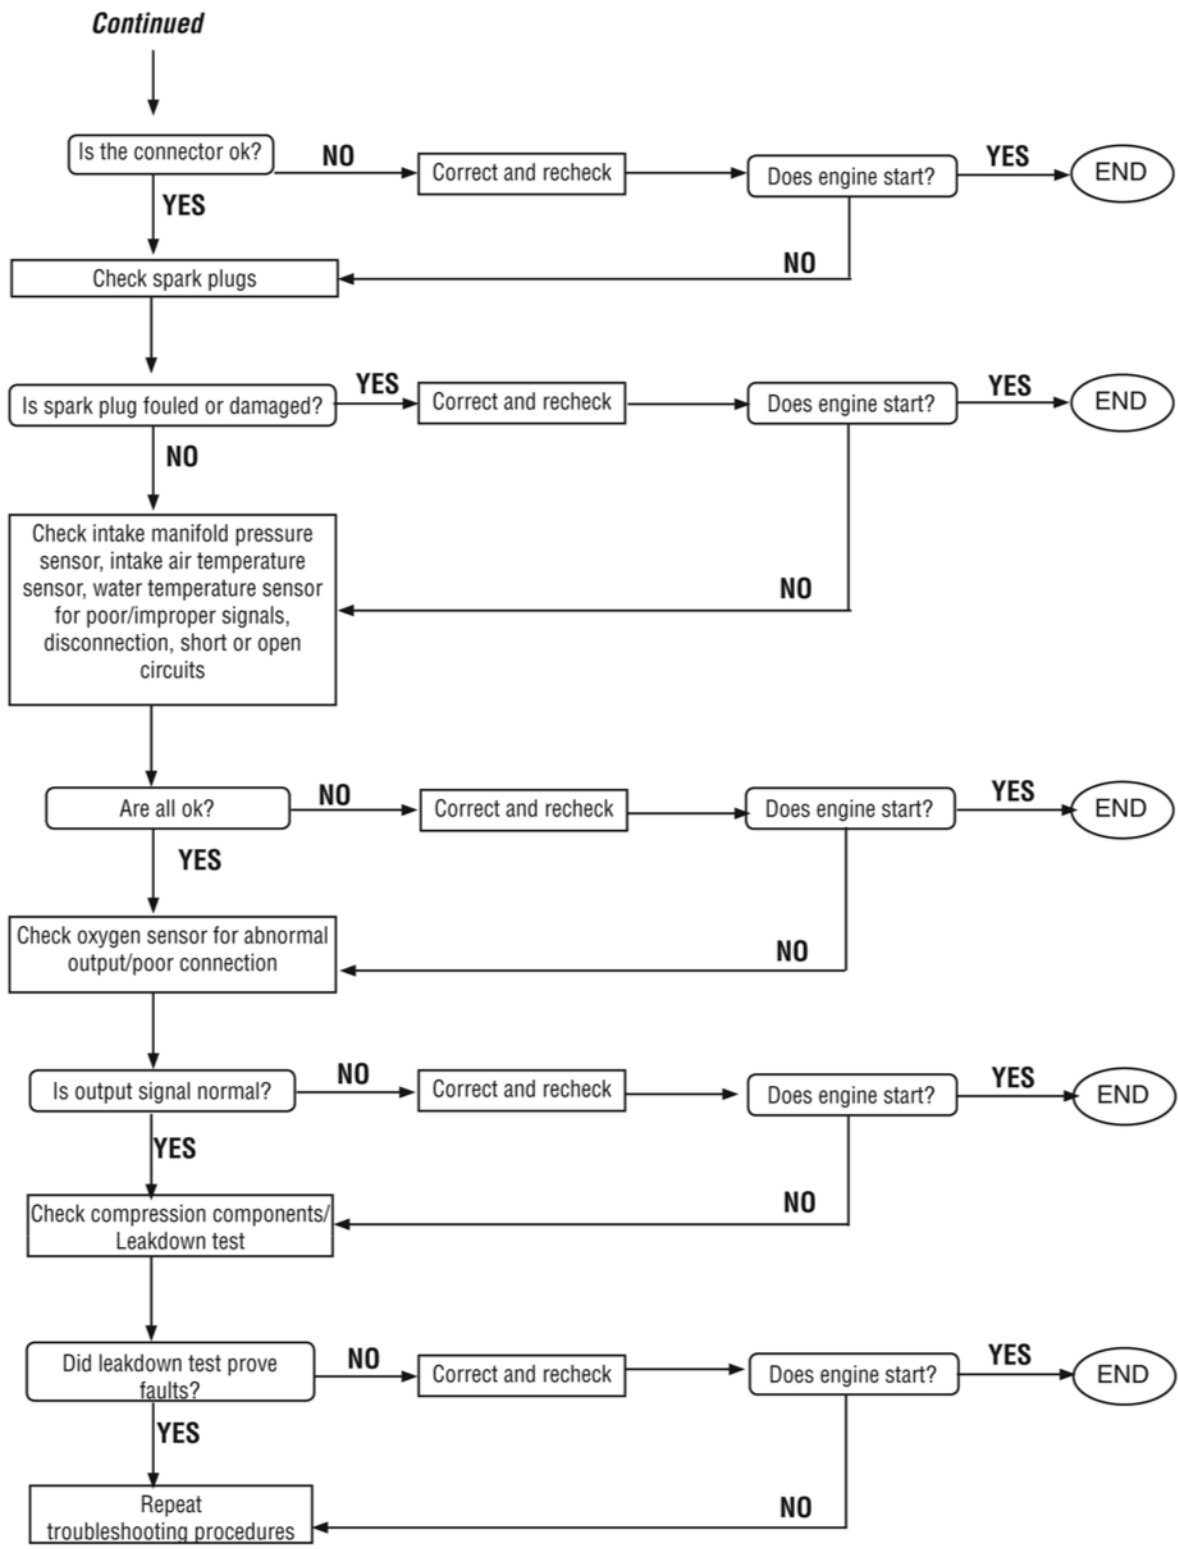 Continued
Is the connector ok?
NO
Correct and recheck
Does engine start?
YES
END
YES
NO
Check spark plugs
Is spark plug fouled or damaged?
YES
Correct and recheck
Does engine start?
YES
END
NO
Check intake manifold pressure
sensor, intake air temperature
sensor, water temperature sensor
for poor/improper signals,
disconnection, short or open
circuits
NO
Are all ok?
NO
Correct and recheck
Does engine start?
YES
END
YES
Check oxygen sensor for abnormal
output/poor connection
NO
Is output signal normal?
NO
Correct and recheck
Does engine start?
YES
END
YES
Check compression components/
Leakdown test
NO
Did leakdown test prove
faults?
NO
Correct and recheck
Does engine start?
YES
END
YES
Repeat
troubleshooting procedures
NO